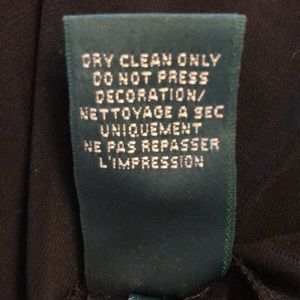 DRY CLEAN ONLY
DO NOT PRESS
DECORATION/
NETTOYAGE A SEC
UNIQUEMENT
NE PAS REPASSER
L'IMPRESSION